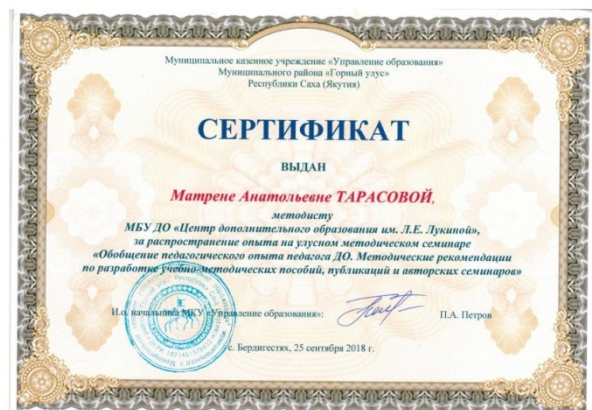 Муниципальное казенное учреждение «Управление образования»
Муниципального района «Горный улус»
Республики Саха (Якутия)
СЕРТИФИКАТ
ВЫДАН
Матрене Анатольевне ТАРАСОВОЙ,
методисту
МБУ ДО «Центр дополнительного образования им. Л.Е. Лукиной»,
за распространение опыта на улусном методическом семинаре
«Обобщение педагогического опыта педагога ДО. Методические рекомендации
по разработке учебно-методических пособий, публикаций и авторских семинаров»
И.о. начальника МКУ «Управление образования»: П.А. Петров
с. Бердигестях, 25 сентября 2018 г.